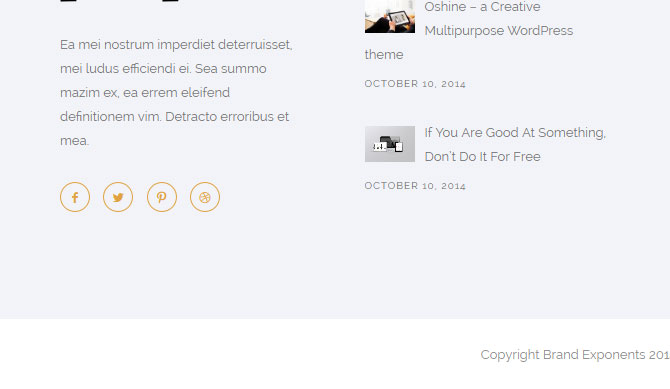 Ea mei nostrum imperdiet deterruisset,
mei ludus efficiendi ei. Sea summo
mazim ex, ea errem eleifend
definitionem vim. Detracto erroribus et
mea.
Oshine – a Creative
Multipurpose WordPress
theme
OCTOBER 10, 2014
If You Are Good At Something,
Don't Do It For Free
OCTOBER 10, 2014
Copyright Brand Exponents 201